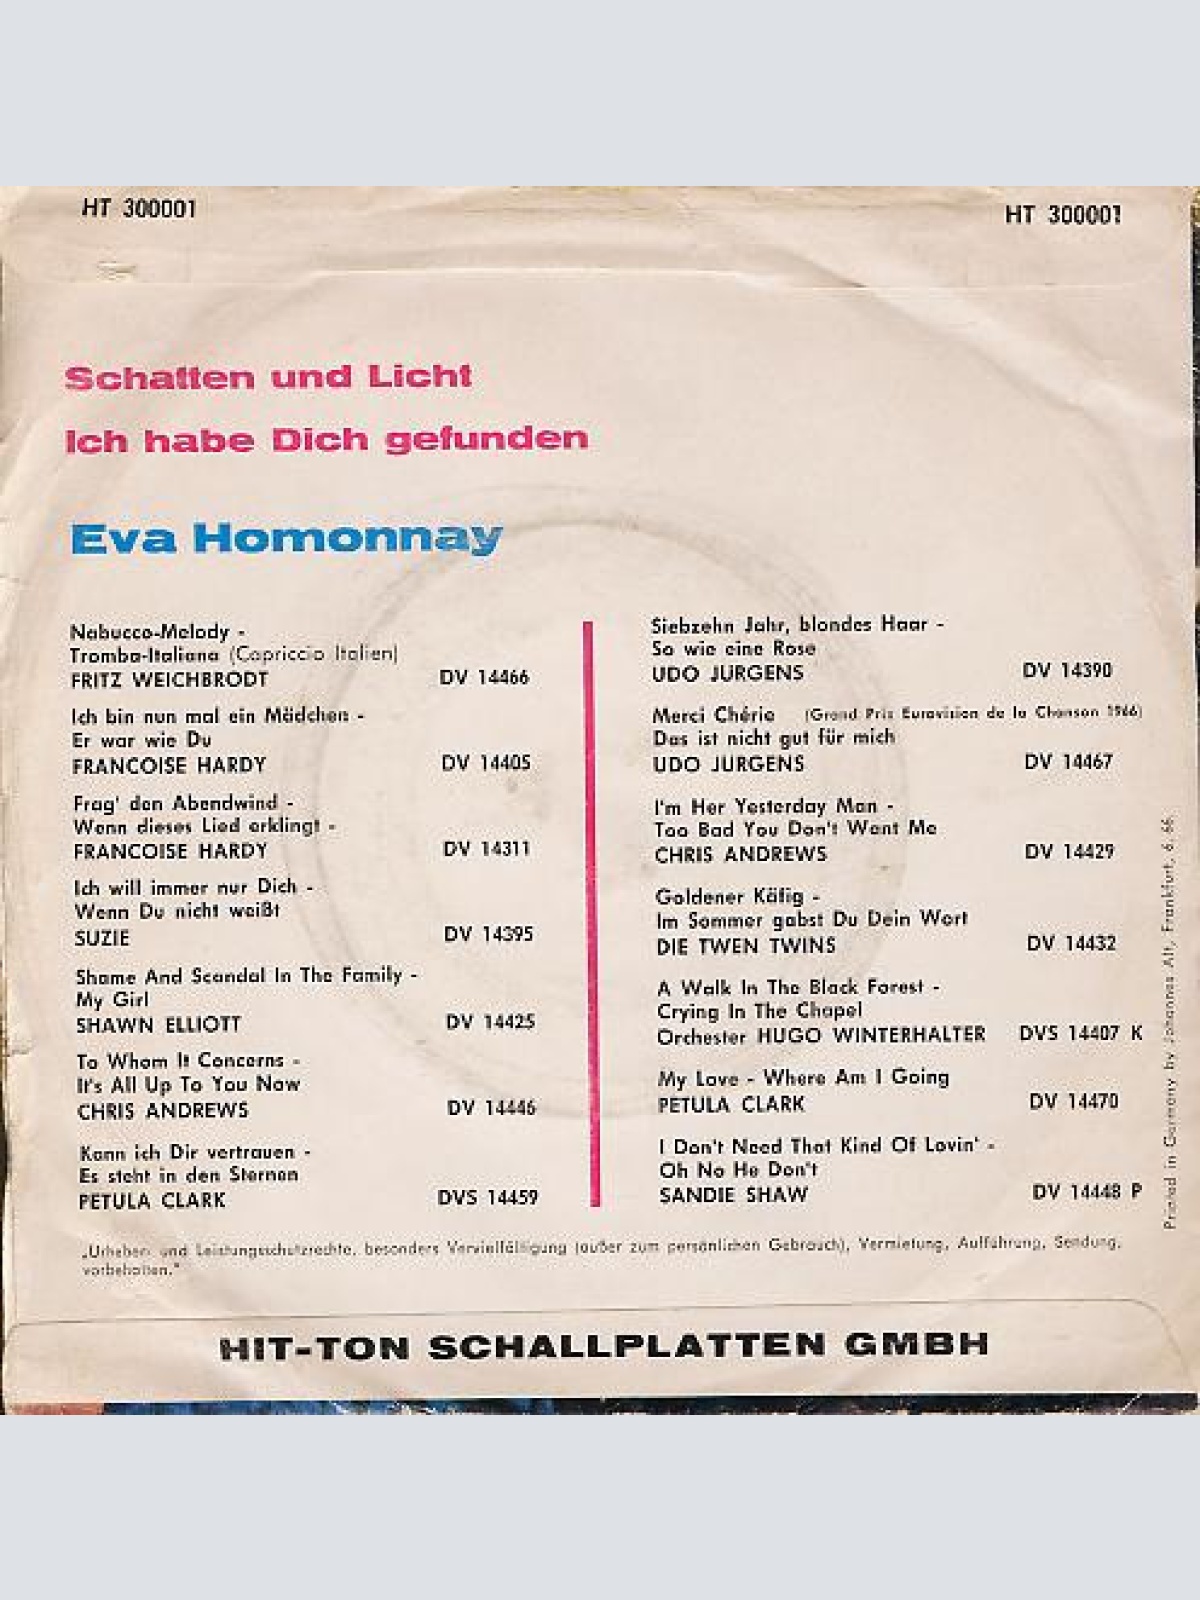 HT 300001
HT 300001
Schatten und Licht
Ich habe Dich gefunden
Eva Homonnay
Nabucco-Melody -
Tromba-Italiana (Capriccio Italien)
FRITZ WEICHBRODT DV 14466
Ich bin nun mal ein Mädchen -
Er war wie Du
FRANCOISE HARDY DV 14405
Frag' den Abendwind -
Wenn dieses Lied erklingt -
FRANCOISE HARDY DV 14311
Ich will immer nur Dich -
Wenn Du nicht weißt
SUZIE DV 14395
Shame And Scandal In The Family -
My Girl
SHAWN ELLIOTT DV 14425
To Whom It Concerns -
It's All Up To You Now
CHRIS ANDREWS DV 14446
Kann ich Dir vertrauen -
Es steht in den Sternen
PETULA CLARK DVS 14459
Siebzehn Jahr, blondes Haar -
So wie eine Rose
UDO JÜRGENS DV 14390
Merci Chérie (Grand Prix Eurovision de la Chanson 1966)
Das ist nicht gut für mich
UDO JÜRGENS DV 14467
I'm Her Yesterday Man -
Too Bad You Don't Want Me
CHRIS ANDREWS DV 14429
Goldener Käfig -
Im Sommer gabst Du Dein Wort
DIE TWEN TWINS DV 14432
A Walk In The Black Forest -
Crying In The Chapel
Orchester HUGO WINTERHALTER DVS 14407 K
My Love - Where Am I Going
PETULA CLARK DV 14470
I Don't Need That Kind Of Lovin' -
Oh No He Don't
SANDIE SHAW DV 14448 P
Printed in Germany by Johannes Alt, Frankfurt, 6. 66.
„Urheber- und Leistungsschutzrechte, besonders Vervielfältigung (außer zum persönlichen Gebrauch), Vermietung, Aufführung, Sendung,
vorbehalten."
HIT-TON SCHALLPLATTEN GMBH